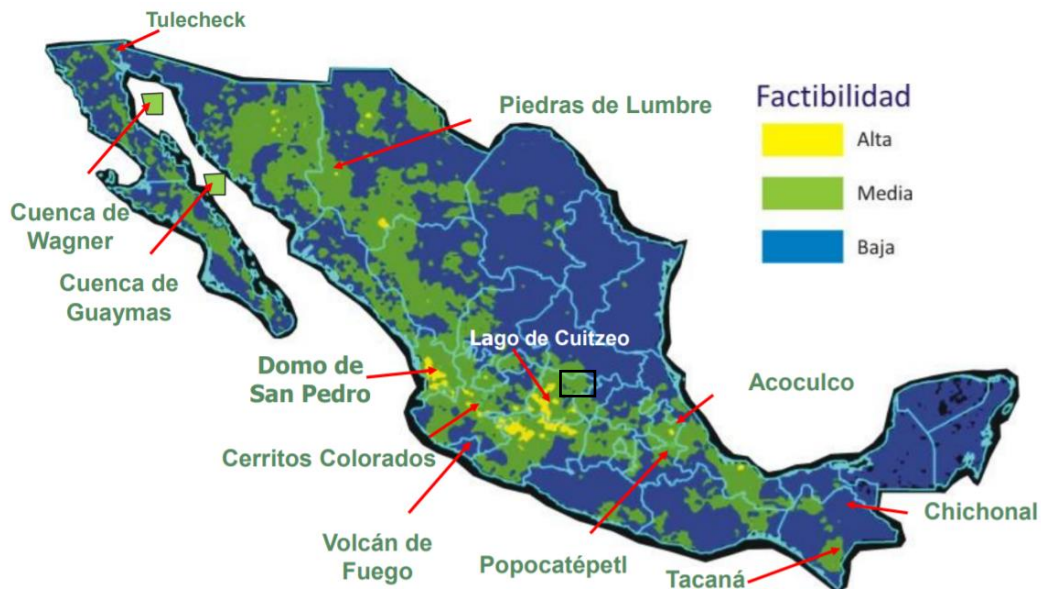 Tulecheck
Piedras de Lumbre
Factibilidad
Alta
Media
Baja
Cuenca de
Wagner
Cuenca de
Guaymas
Lago de Cuitzeo
Domo de
San Pedro
Acoculco
Cerritos Colorados
Volcán de
Fuego
Popocatépetl
Tacaná
Chichonal